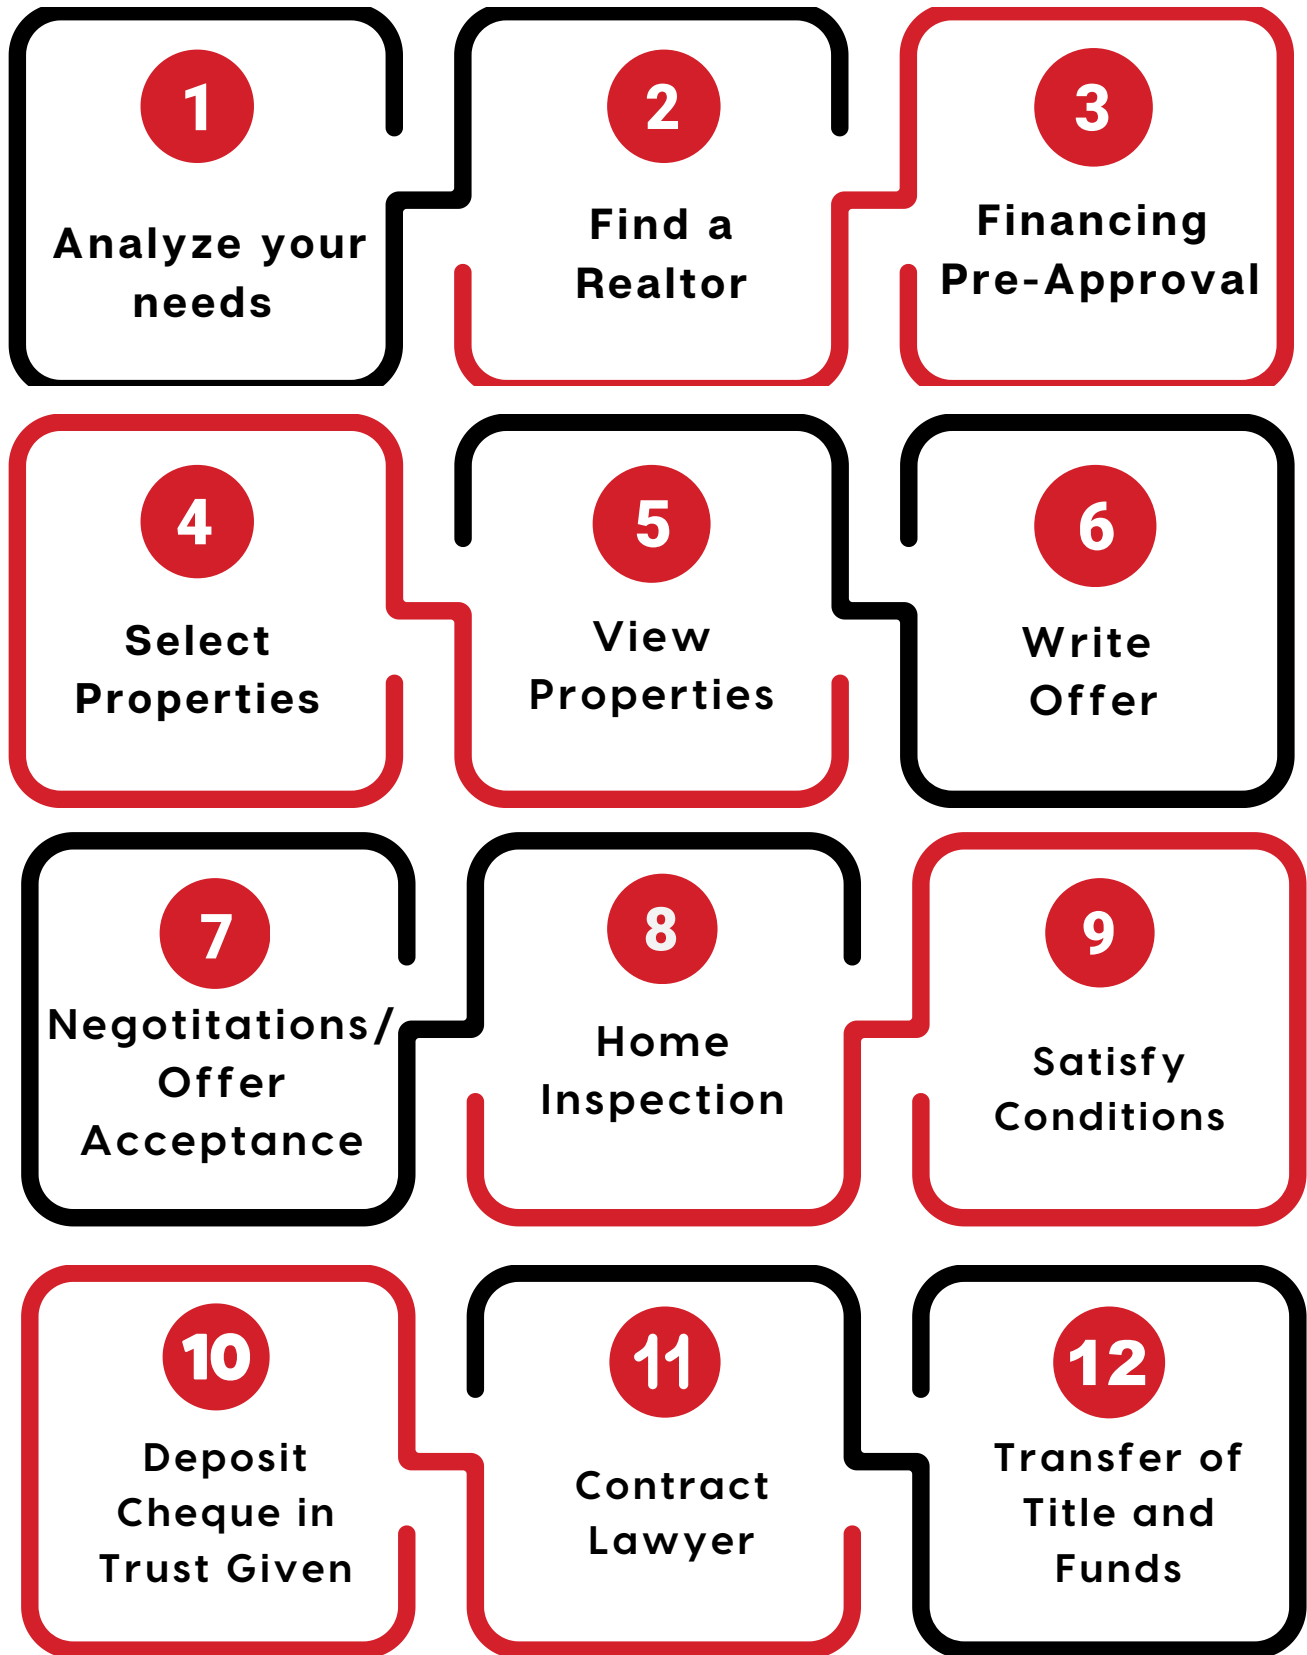 1
Analyze your
needs
2
Find a
Realtor
3
Financing
Pre-Approval
4
Select
Properties
5
View
Properties
6
Write
Offer
7
Negotitations/
Offer
Acceptance
8
Home
Inspection
9
Satisfy
Conditions
10
Deposit
Cheque in
Trust Given
11
Contract
Lawyer
12
Transfer of
Title and
Funds